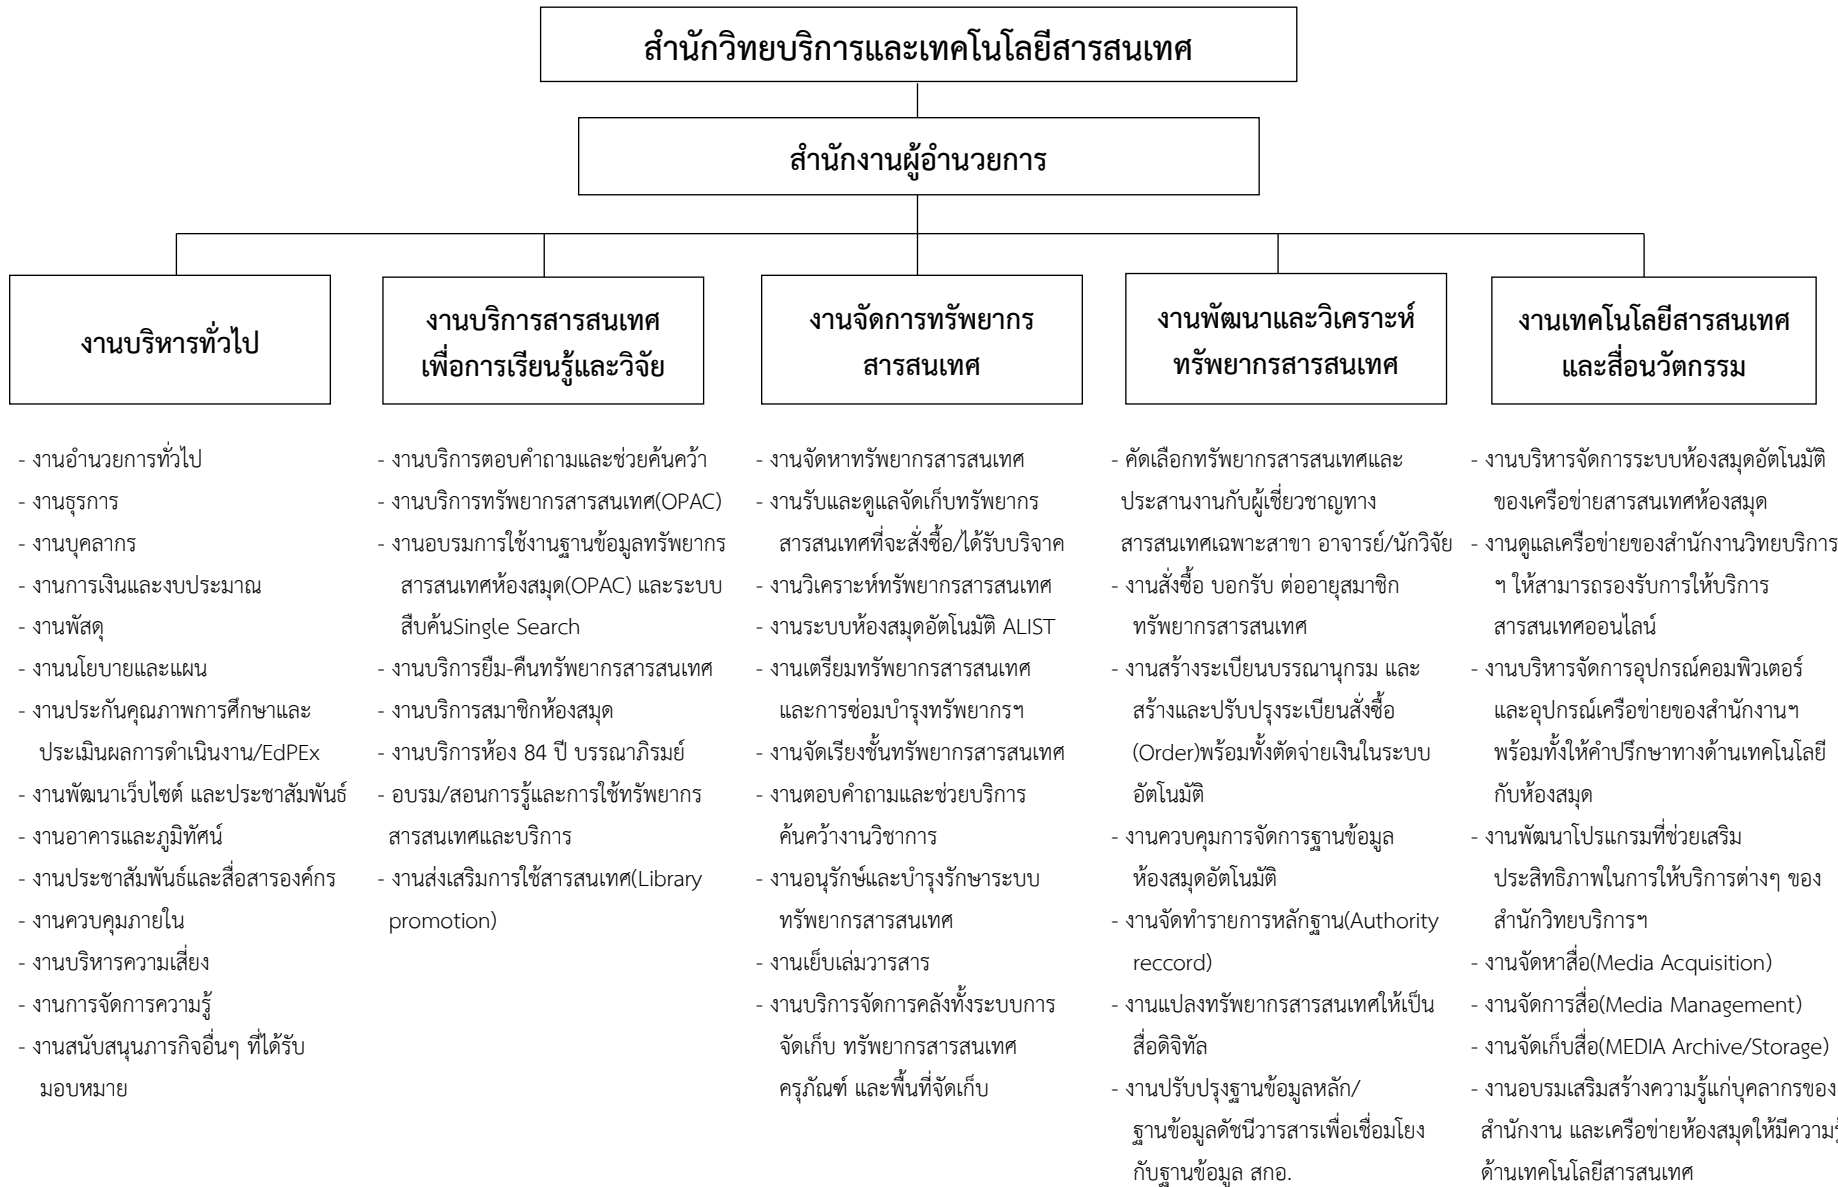 สำนักวิทยบริการและเทคโนโลยีสารสนเทศ
สำนักงานผู้อำนวยการ
งานบริหารทั่วไป
งานบริการสารสนเทศ
เพื่อการเรียนรู้และวิจัย
งานจัดการทรัพยากร
สารสนเทศ
งานพัฒนาและวิเคราะห์
ทรัพยากรสารสนเทศ
งานเทคโนโลยีสารสนเทศ
และสื่อนวัตกรรม
- งานอำนวยการทั่วไป
- งานธุรการ
- งานบุคลากร
- งานการเงินและงบประมาณ
- งานพัสดุ
- งานนโยบายและแผน
- งานประกันคุณภาพการศึกษาและ
ประเมินผลการดำเนินงาน/EdPEx
- งานพัฒนาเว็บไซต์ และประชาสัมพันธ์
- งานอาคารและภูมิทัศน์
- งานประชาสัมพันธ์และสื่อสารองค์กร
- งานควบคุมภายใน
- งานบริหารความเสี่ยง
- งานการจัดการความรู้
- งานสนับสนุนภารกิจอื่นๆ ที่ได้รับ
มอบหมาย
- งานบริการตอบคำถามและช่วยค้นคว้า
- งานบริการทรัพยากรสารสนเทศ(OPAC)
- งานอบรมการใช้งานฐานข้อมูลทรัพยากร
สารสนเทศห้องสมุด(OPAC) และระบบ
สืบค้นSingle Search
- งานบริการยืม-คืนทรัพยากรสารสนเทศ
- งานบริการสมาชิกห้องสมุด
- งานบริการห้อง 84 ปี บรรณาภิรมย์
- อบรม/สอนการรู้และการใช้ทรัพยากร
สารสนเทศและบริการ
- งานส่งเสริมการใช้สารสนเทศ(Library
promotion)
- งานจัดหาทรัพยากรสารสนเทศ
- งานรับและดูแลจัดเก็บทรัพยากร
สารสนเทศที่จะสั่งซื้อ/ได้รับบริจาค
- งานวิเคราะห์ทรัพยากรสารสนเทศ
- งานระบบห้องสมุดอัตโนมัติ ALIST
- งานเตรียมทรัพยากรสารสนเทศ
และการซ่อมบำรุงทรัพยากรฯ
- งานจัดเรียงชั้นทรัพยากรสารสนเทศ
- งานตอบคำถามและช่วยบริการ
ค้นคว้างานวิชาการ
- งานอนุรักษ์และบำรุงรักษาระบบ
ทรัพยากรสารสนเทศ
- งานเย็บเล่มวารสาร
- งานบริการจัดการคลังทั้งระบบการ
จัดเก็บ ทรัพยากรสารสนเทศ
ครุภัณฑ์ และพื้นที่จัดเก็บ
- คัดเลือกทรัพยากรสารสนเทศและ
ประสานงานกับผู้เชี่ยวชาญทาง
สารสนเทศเฉพาะสาขา อาจารย์/นักวิจัย
- งานสั่งซื้อ บอกรับ ต่ออายุสมาชิก
ทรัพยากรสารสนเทศ
- งานสร้างระเบียนบรรณานุกรม และ
สร้างและปรับปรุงระเบียนสั่งซื้อ
(Order)พร้อมทั้งตัดจ่ายเงินในระบบ
อัตโนมัติ
- งานควบคุมการจัดการฐานข้อมูล
ห้องสมุดอัตโนมัติ
- งานจัดทำรายการหลักฐาน(Authority
reccord)
- งานแปลงทรัพยากรสารสนเทศให้เป็น
สื่อดิจิทัล
- งานปรับปรุงฐานข้อมูลหลัก/
ฐานข้อมูลดัชนีวารสารเพื่อเชื่อมโยง
กับฐานข้อมูล สกอ.
- งานบริหารจัดการระบบห้องสมุดอัตโนมัติ
ของเครือข่ายสารสนเทศห้องสมุด
- งานดูแลเครือข่ายของสำนักงานวิทยบริการ
ฯ ให้สามารถรองรับการให้บริการ
สารสนเทศออนไลน์
- งานบริหารจัดการอุปกรณ์คอมพิวเตอร์
และอุปกรณ์เครือข่ายของสำนักงานฯ
พร้อมทั้งให้คำปรึกษาทางด้านเทคโนโลยี
กับห้องสมุด
- งานพัฒนาโปรแกรมที่ช่วยเสริม
ประสิทธิภาพในการให้บริการต่างๆ ของ
สำนักวิทยบริการฯ
- งานจัดหาสื่อ(Media Acquisition)
- งานจัดการสื่อ(Media Management)
- งานจัดเก็บสื่อ(MEDIA Archive/Storage)
- งานอบรมเสริมสร้างความรู้แก่บุคลากรของ
สำนักงาน และเครือข่ายห้องสมุดให้มีความรู้
ด้านเทคโนโลยีสารสนเทศ